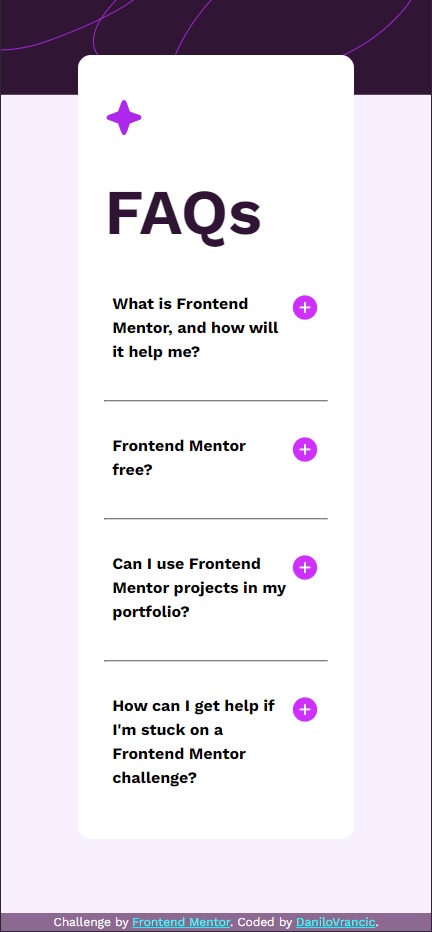 FAQs
What is Frontend
Mentor, and how will
it help me?
Frontend Mentor
free?
Can I use Frontend
Mentor projects in my
portfolio?
How can I get help if
I'm stuck on a
Frontend Mentor
challenge?
Challenge by Frontend Mentor. Coded by DaniloVrancic.